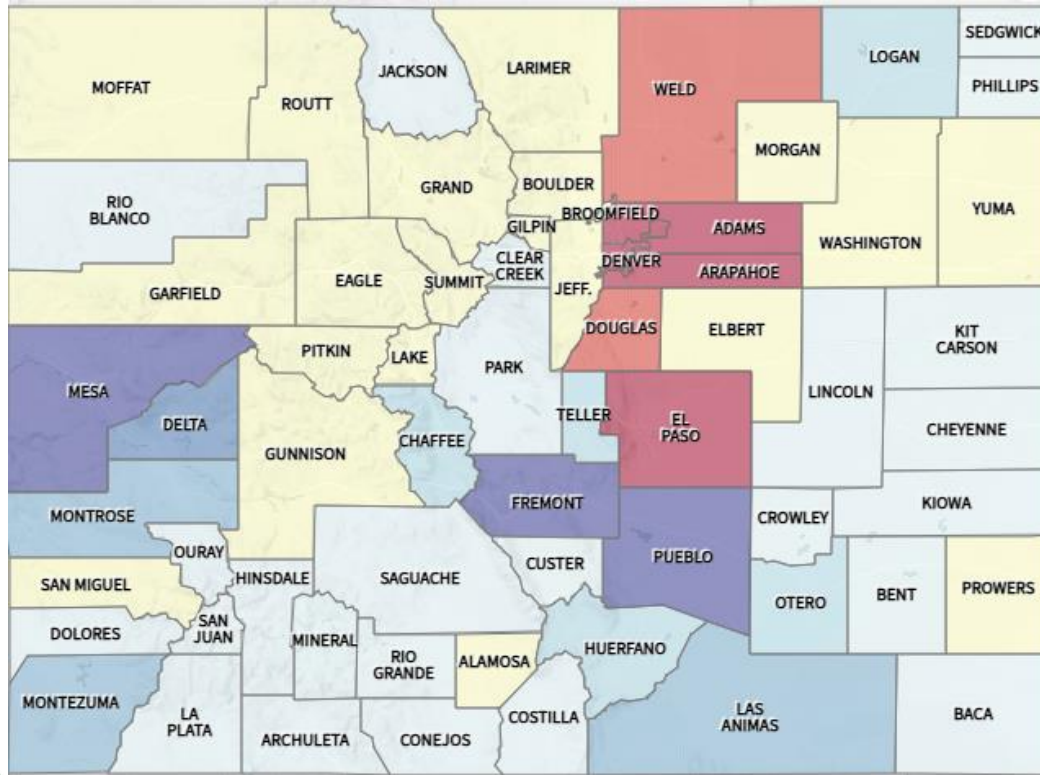 SEDGWICK
LOGAN
JACKSON
LARIMER
MOFFAT
WELD
PHILLIPS
ROUTT
MORGAN
GRAND
BOULDER
RIO
BLANCO
YUMA
BROOMFIELD
GILPIN
ADAMS
WASHINGTON
CLEAR
CREEK
DENVER
ARAPAHOE
EAGLE
SUMMIT
GARFIELD
JEFF.
DOUGLAS
ELBERT
KIT
CARSON
PITKIN
LAKE
PARK
MESA
LINCOLN
DELTA
TELLER
EL
PASO
CHEYENNE
CHAFFEE
GUNNISON
FREMONT
KIOWA
MONTROSE
CROWLEY
OURAY
PUEBLO
CUSTER
HINSDALE
SAGUACHE
SAN MIGUEL
PROWERS
BENT
OTERO
SAN
JUAN
DOLORES
MINERAL
HUERFANO
RIO
GRANDE
ALAMOSA
MONTEZUMA
LAS
ANIMAS
LA
PLATA
COSTILLA
BACA
ARCHULETA
CONEJOS